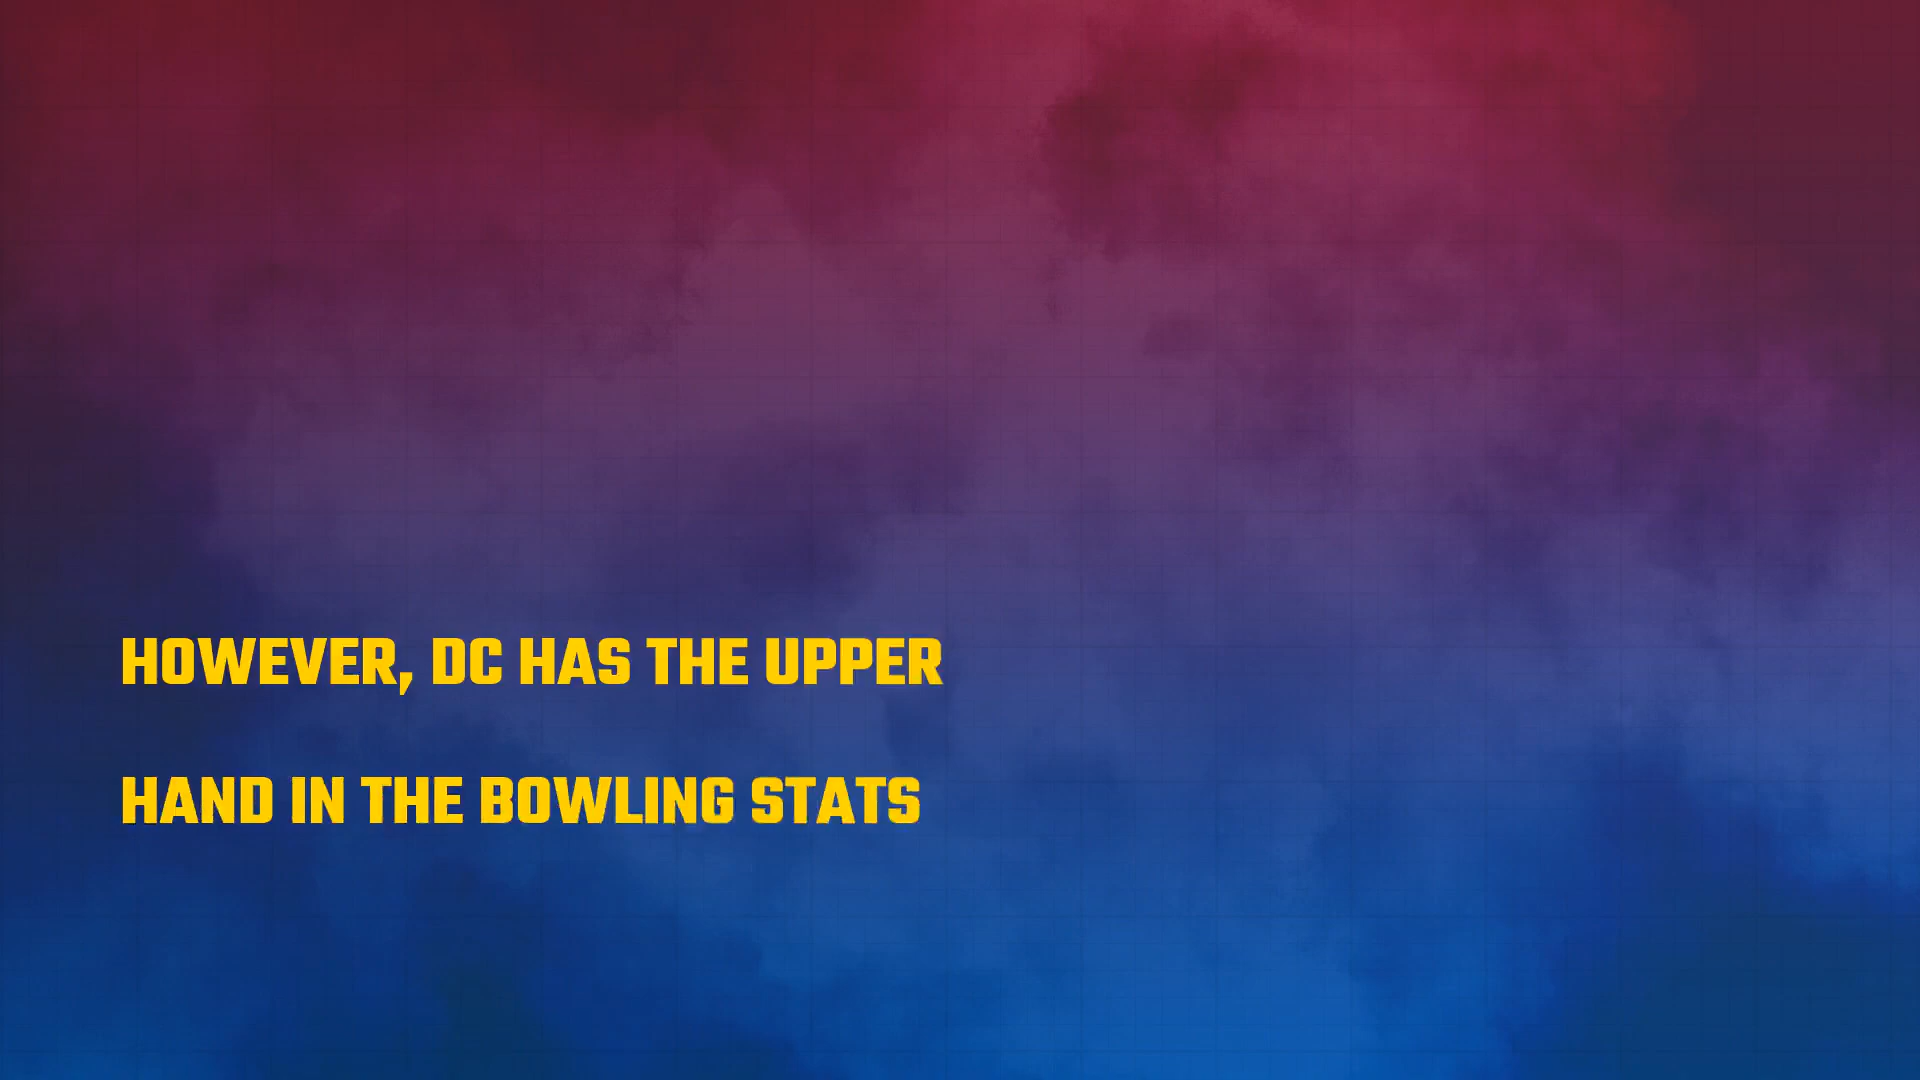 HOWEVER, DC HAS THE UPPER
HAND IN THE BOWLING STATS